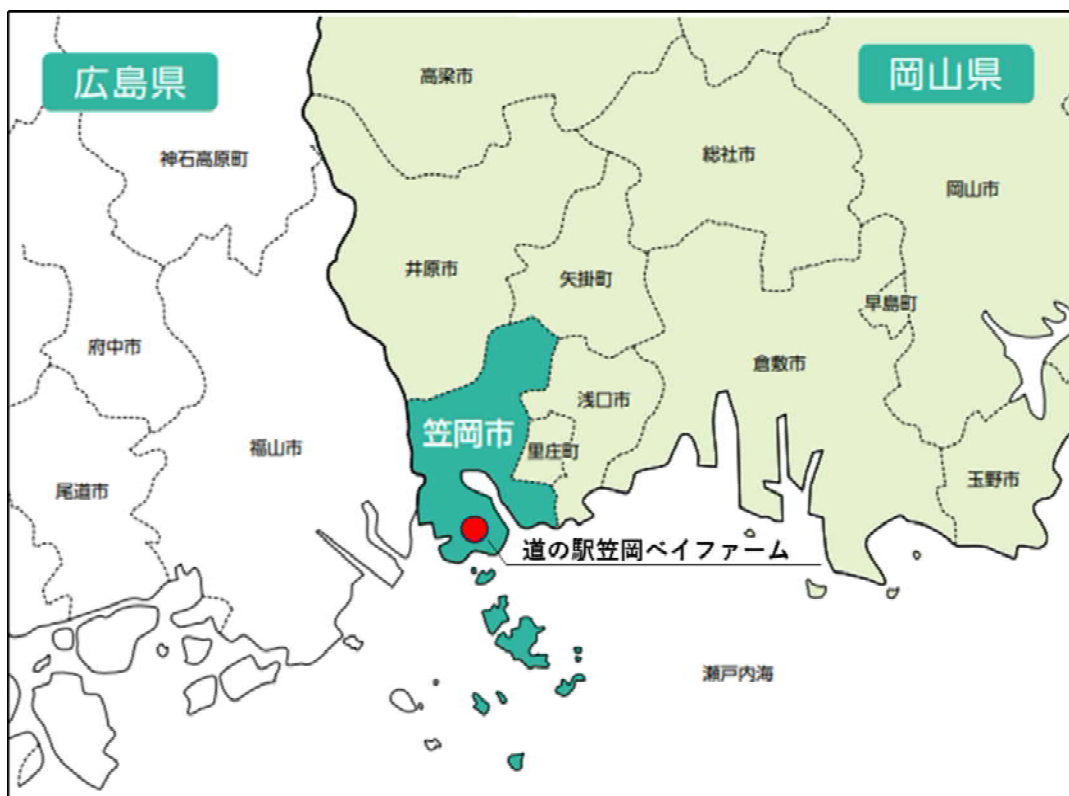 広島県
岡山県
高梁市
神石高原町
総社市
岡山市
井原市
矢掛町
早島町
府中市
倉敷市
浅口市
笠岡市
里庄町
福山市
尾道市
玉野市
道の駅笠岡ベイファーム
瀬戸内海